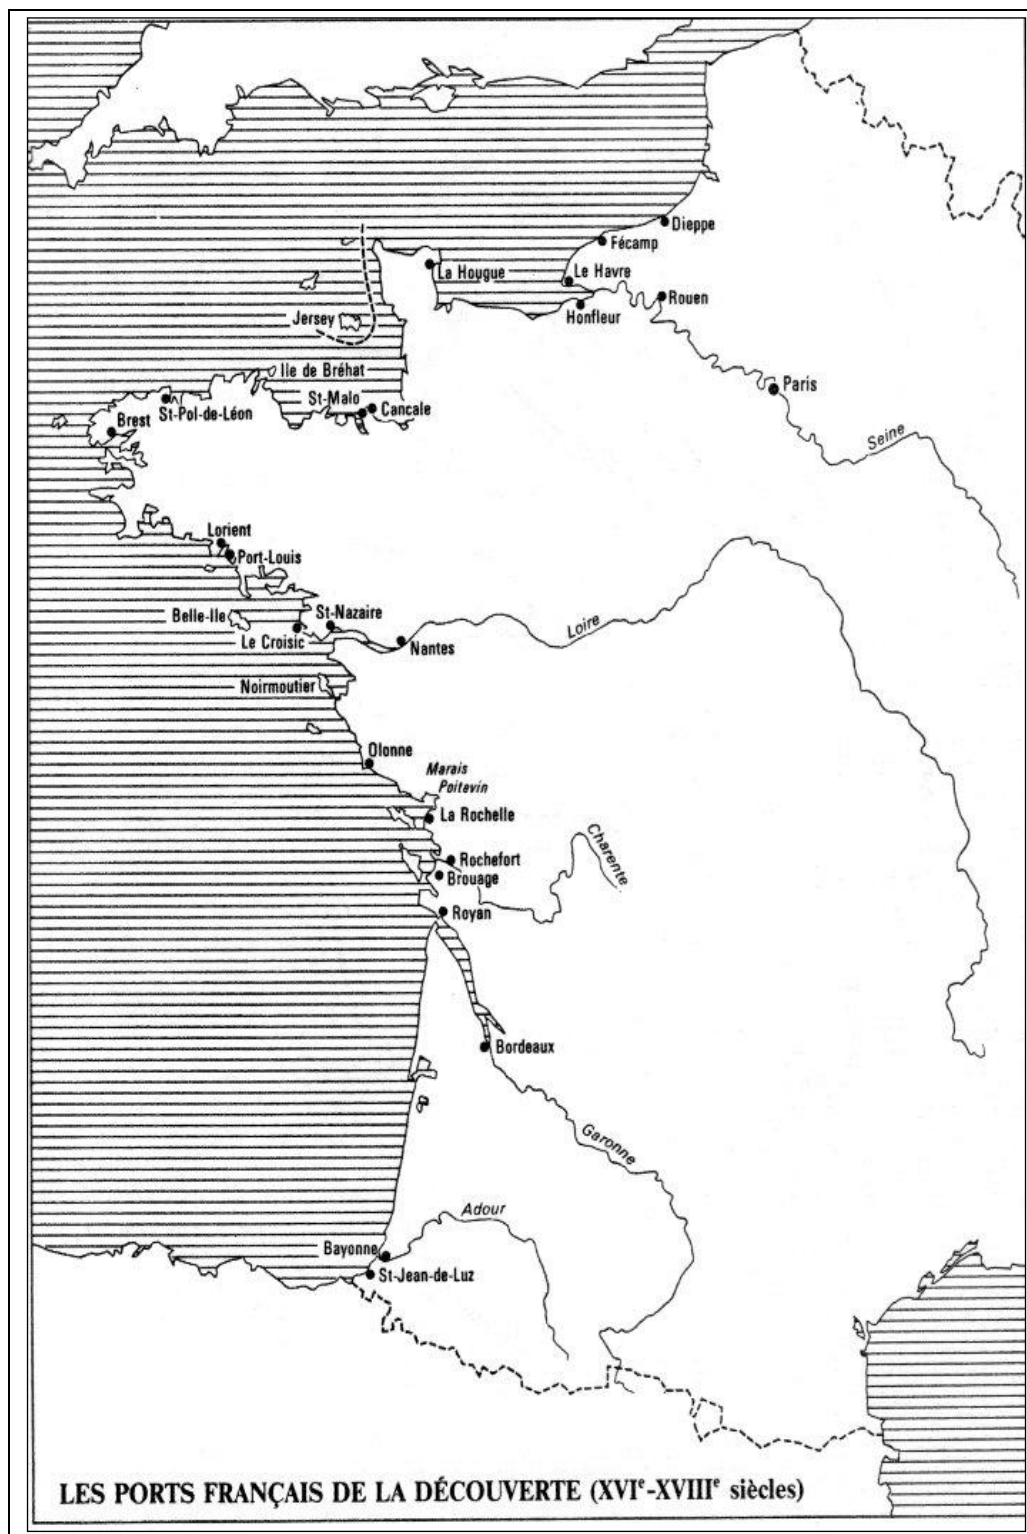 Dieppe
Fécamp
La Hougue
Le Havre
Rouen
Honfleur
Jersey
Ile de Bréhat
Paris
St-Malo
Cancale
St-Pol-de-Léon
Brest
Seine
Lorient
Port-Louis
Belle-Ile
St-Nazaire
Loire
Le Croisic
Nantes
Noirmoutier
Olonne
Marais
Poitevin
La Rochelle
Charente
Rochefort
Brouage
Royan
Bordeaux
Garonne
Adour
Bayonne
St-Jean-de-Luz
LES PORTS FRANÇAIS DE LA DÉCOUVERTE (XVIe-XVIIIe siècles)